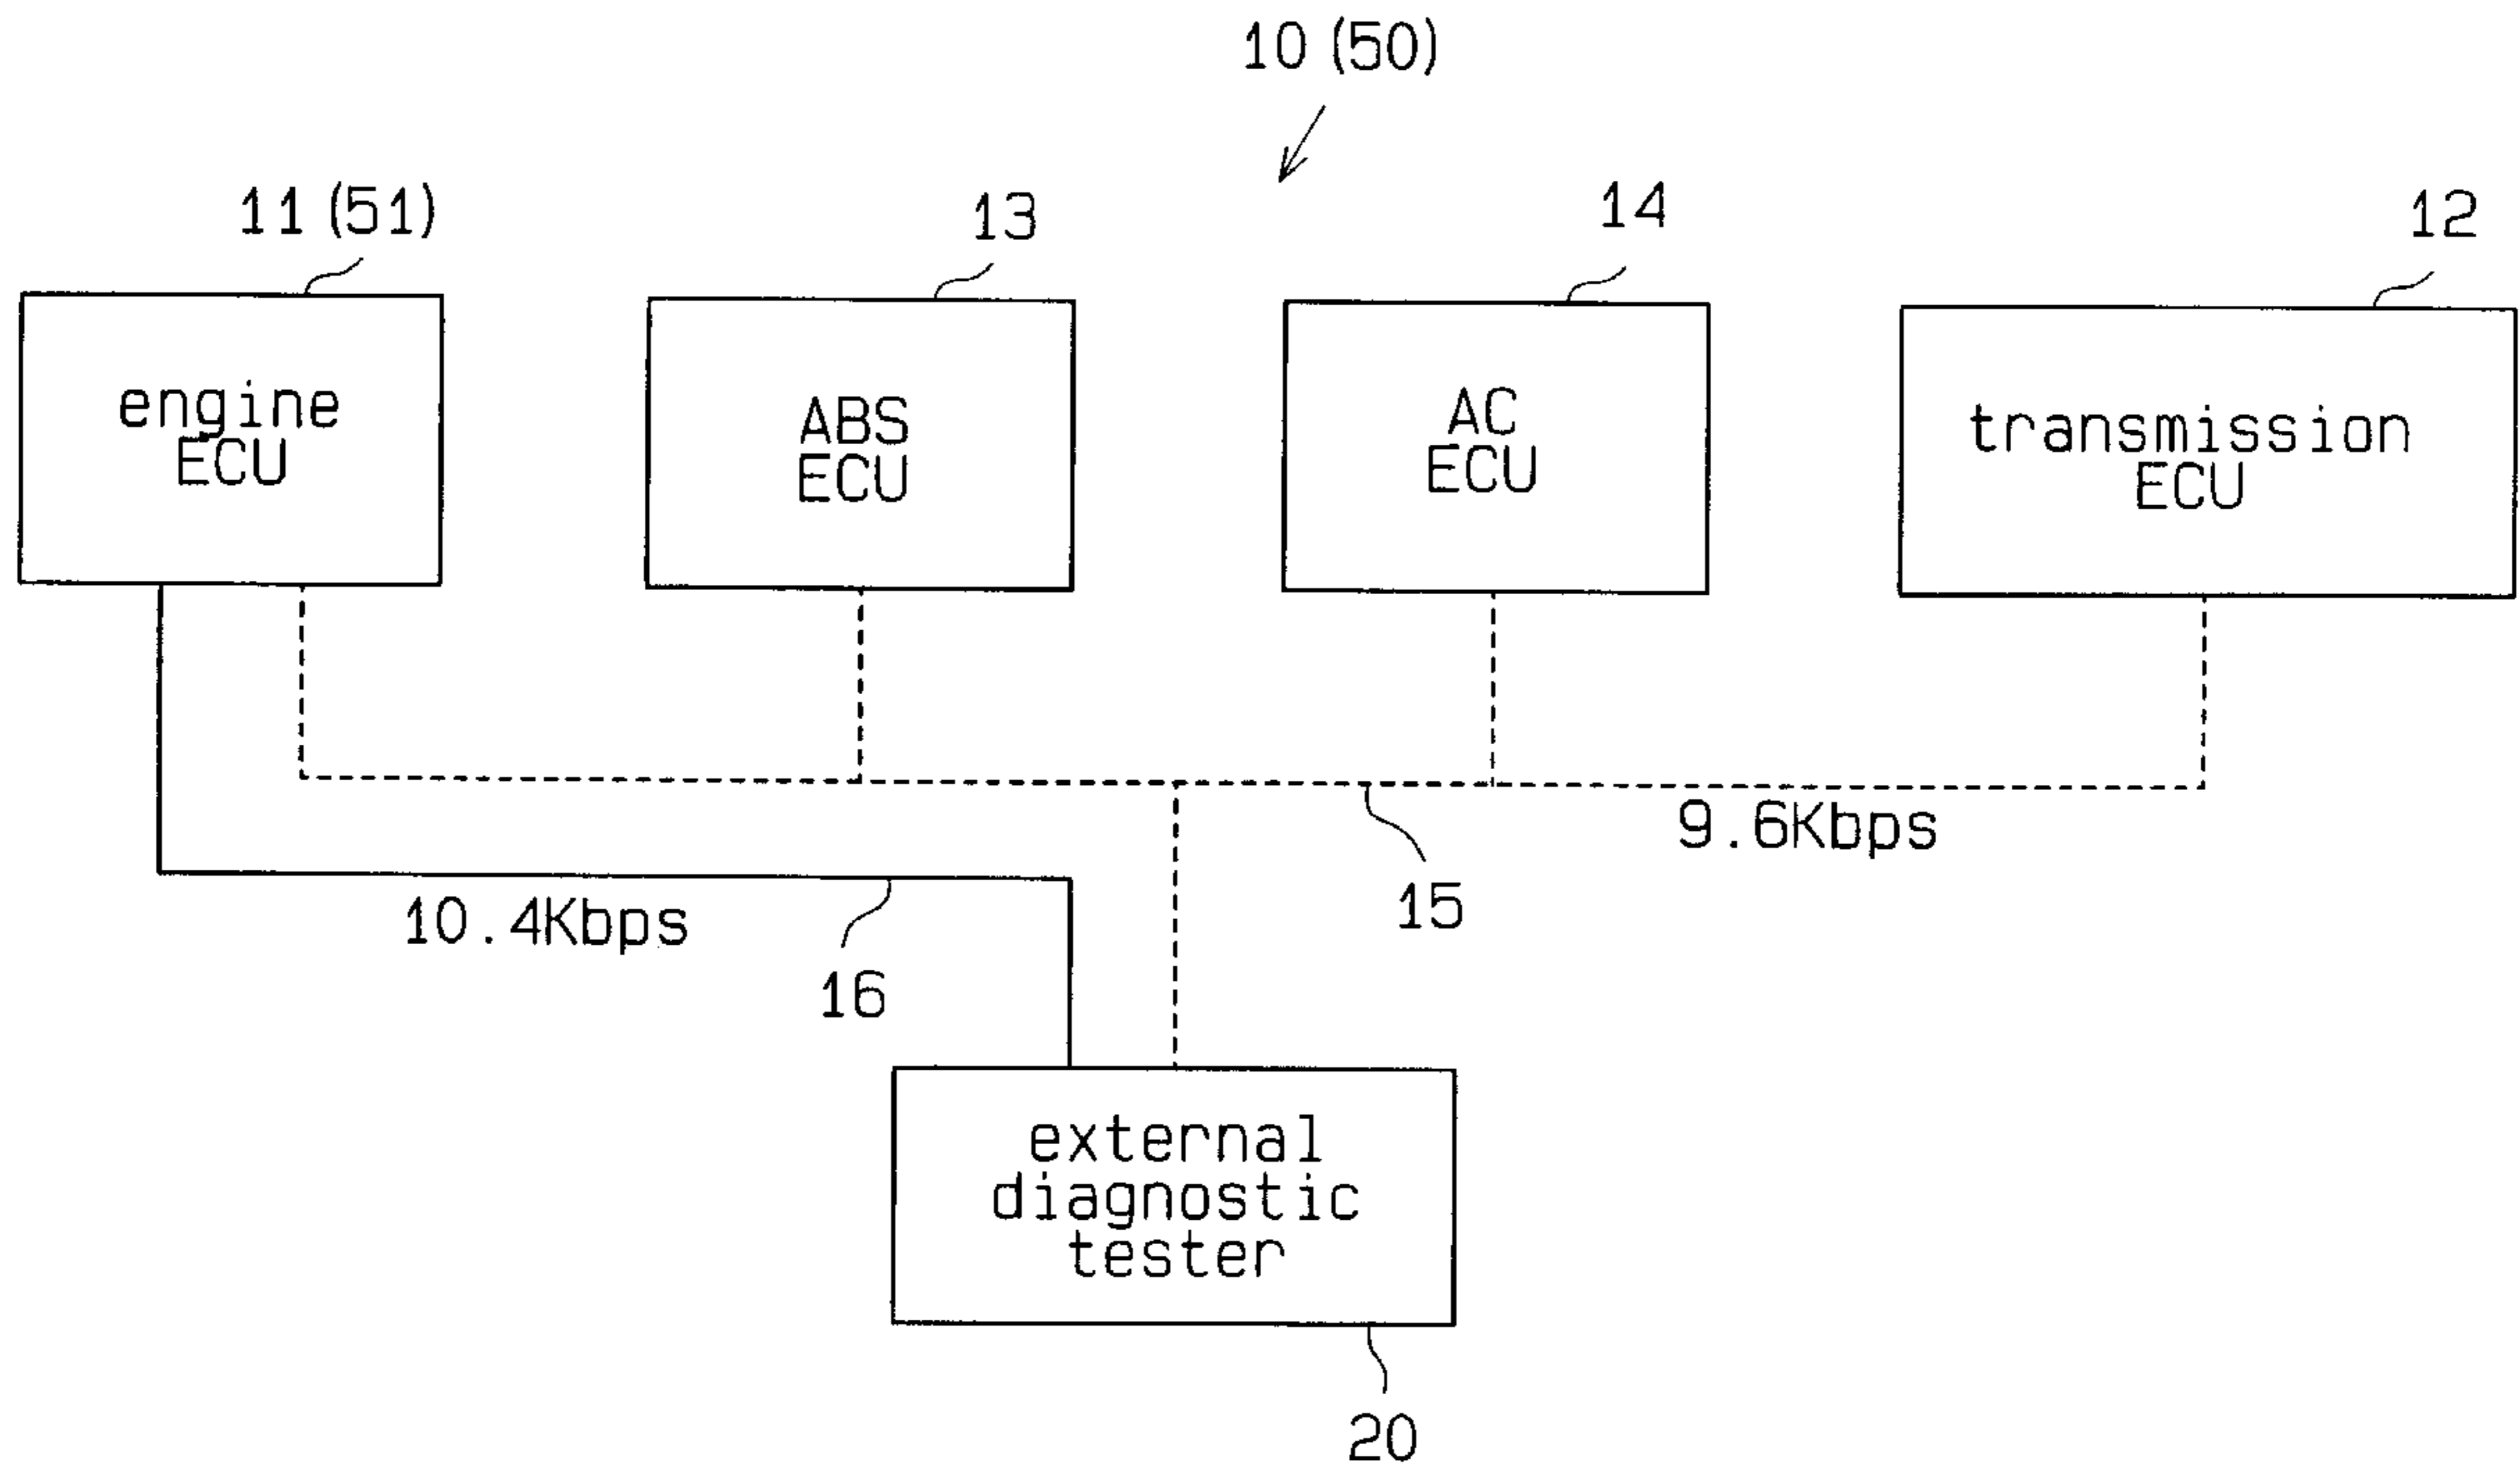 10 (50)
11 (51)
13
14
12
engine
ECU
ABS
ECU
AC
ECU
transmission
ECU
9.6Kbps
15
10.4Kbps
16
external
diagnostic
tester
20